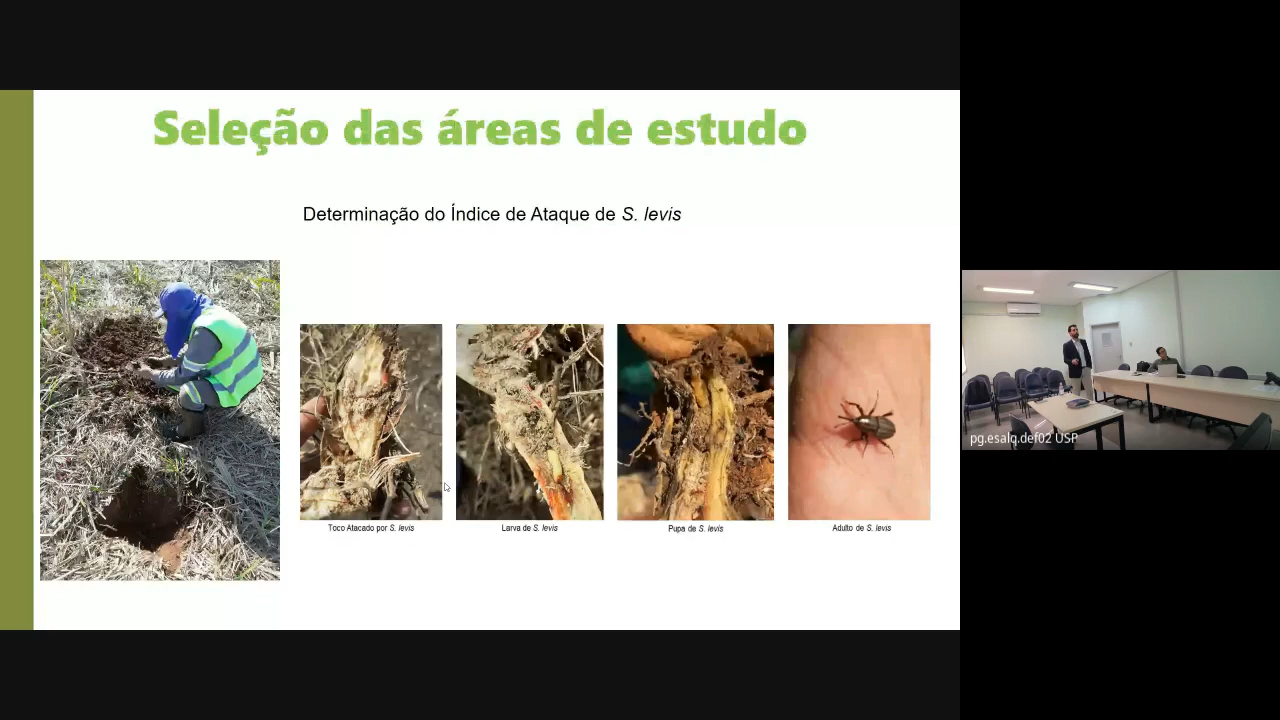 Seleção das áreas de estudo
Determinação do Índice de Ataque de S. levis
Toco Atacado por S. levis
Larva de S. levis
Pupa de S. levis
Adulto de S. levis
pg.esalq.def02 USP